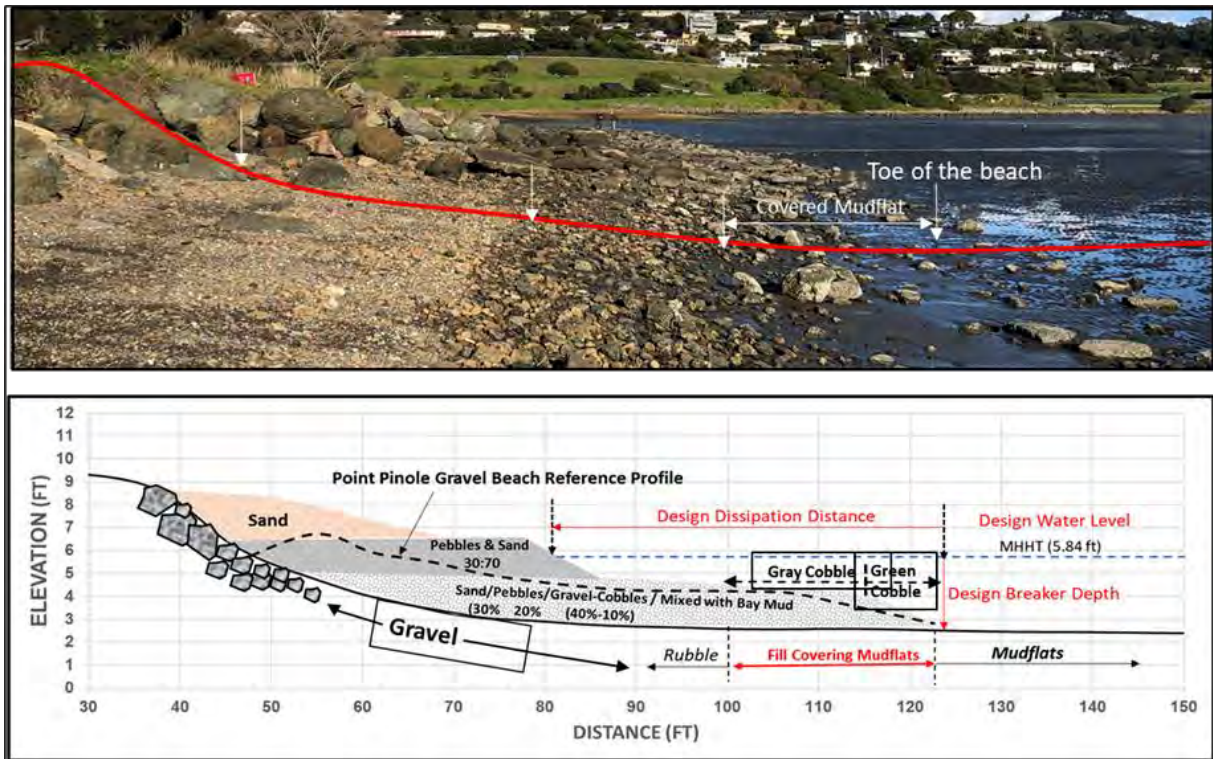 Toe of the beach
Covered Mudflat
12
11
10
9
8
7
6
5
4
3
2
1
0
ELEVATION (FT)
Point Pinole Gravel Beach Reference Profile
Sand
Design Dissipation Distance
Design Water Level
MHHT (5.84 ft)
Pebbles & Sand
30:70
Gray Cobble
Green
Cobble
Design Breaker Depth
Sand/Pebbles/Gravel-Cobbles / Mixed with Bay Mud
(30% 20% (40%-10%)
Gravel
Rubble
Fill Covering Mudflats
Mudflats
30 40 50 60 70 80 90 100 110 120 130 140 150
DISTANCE (FT)